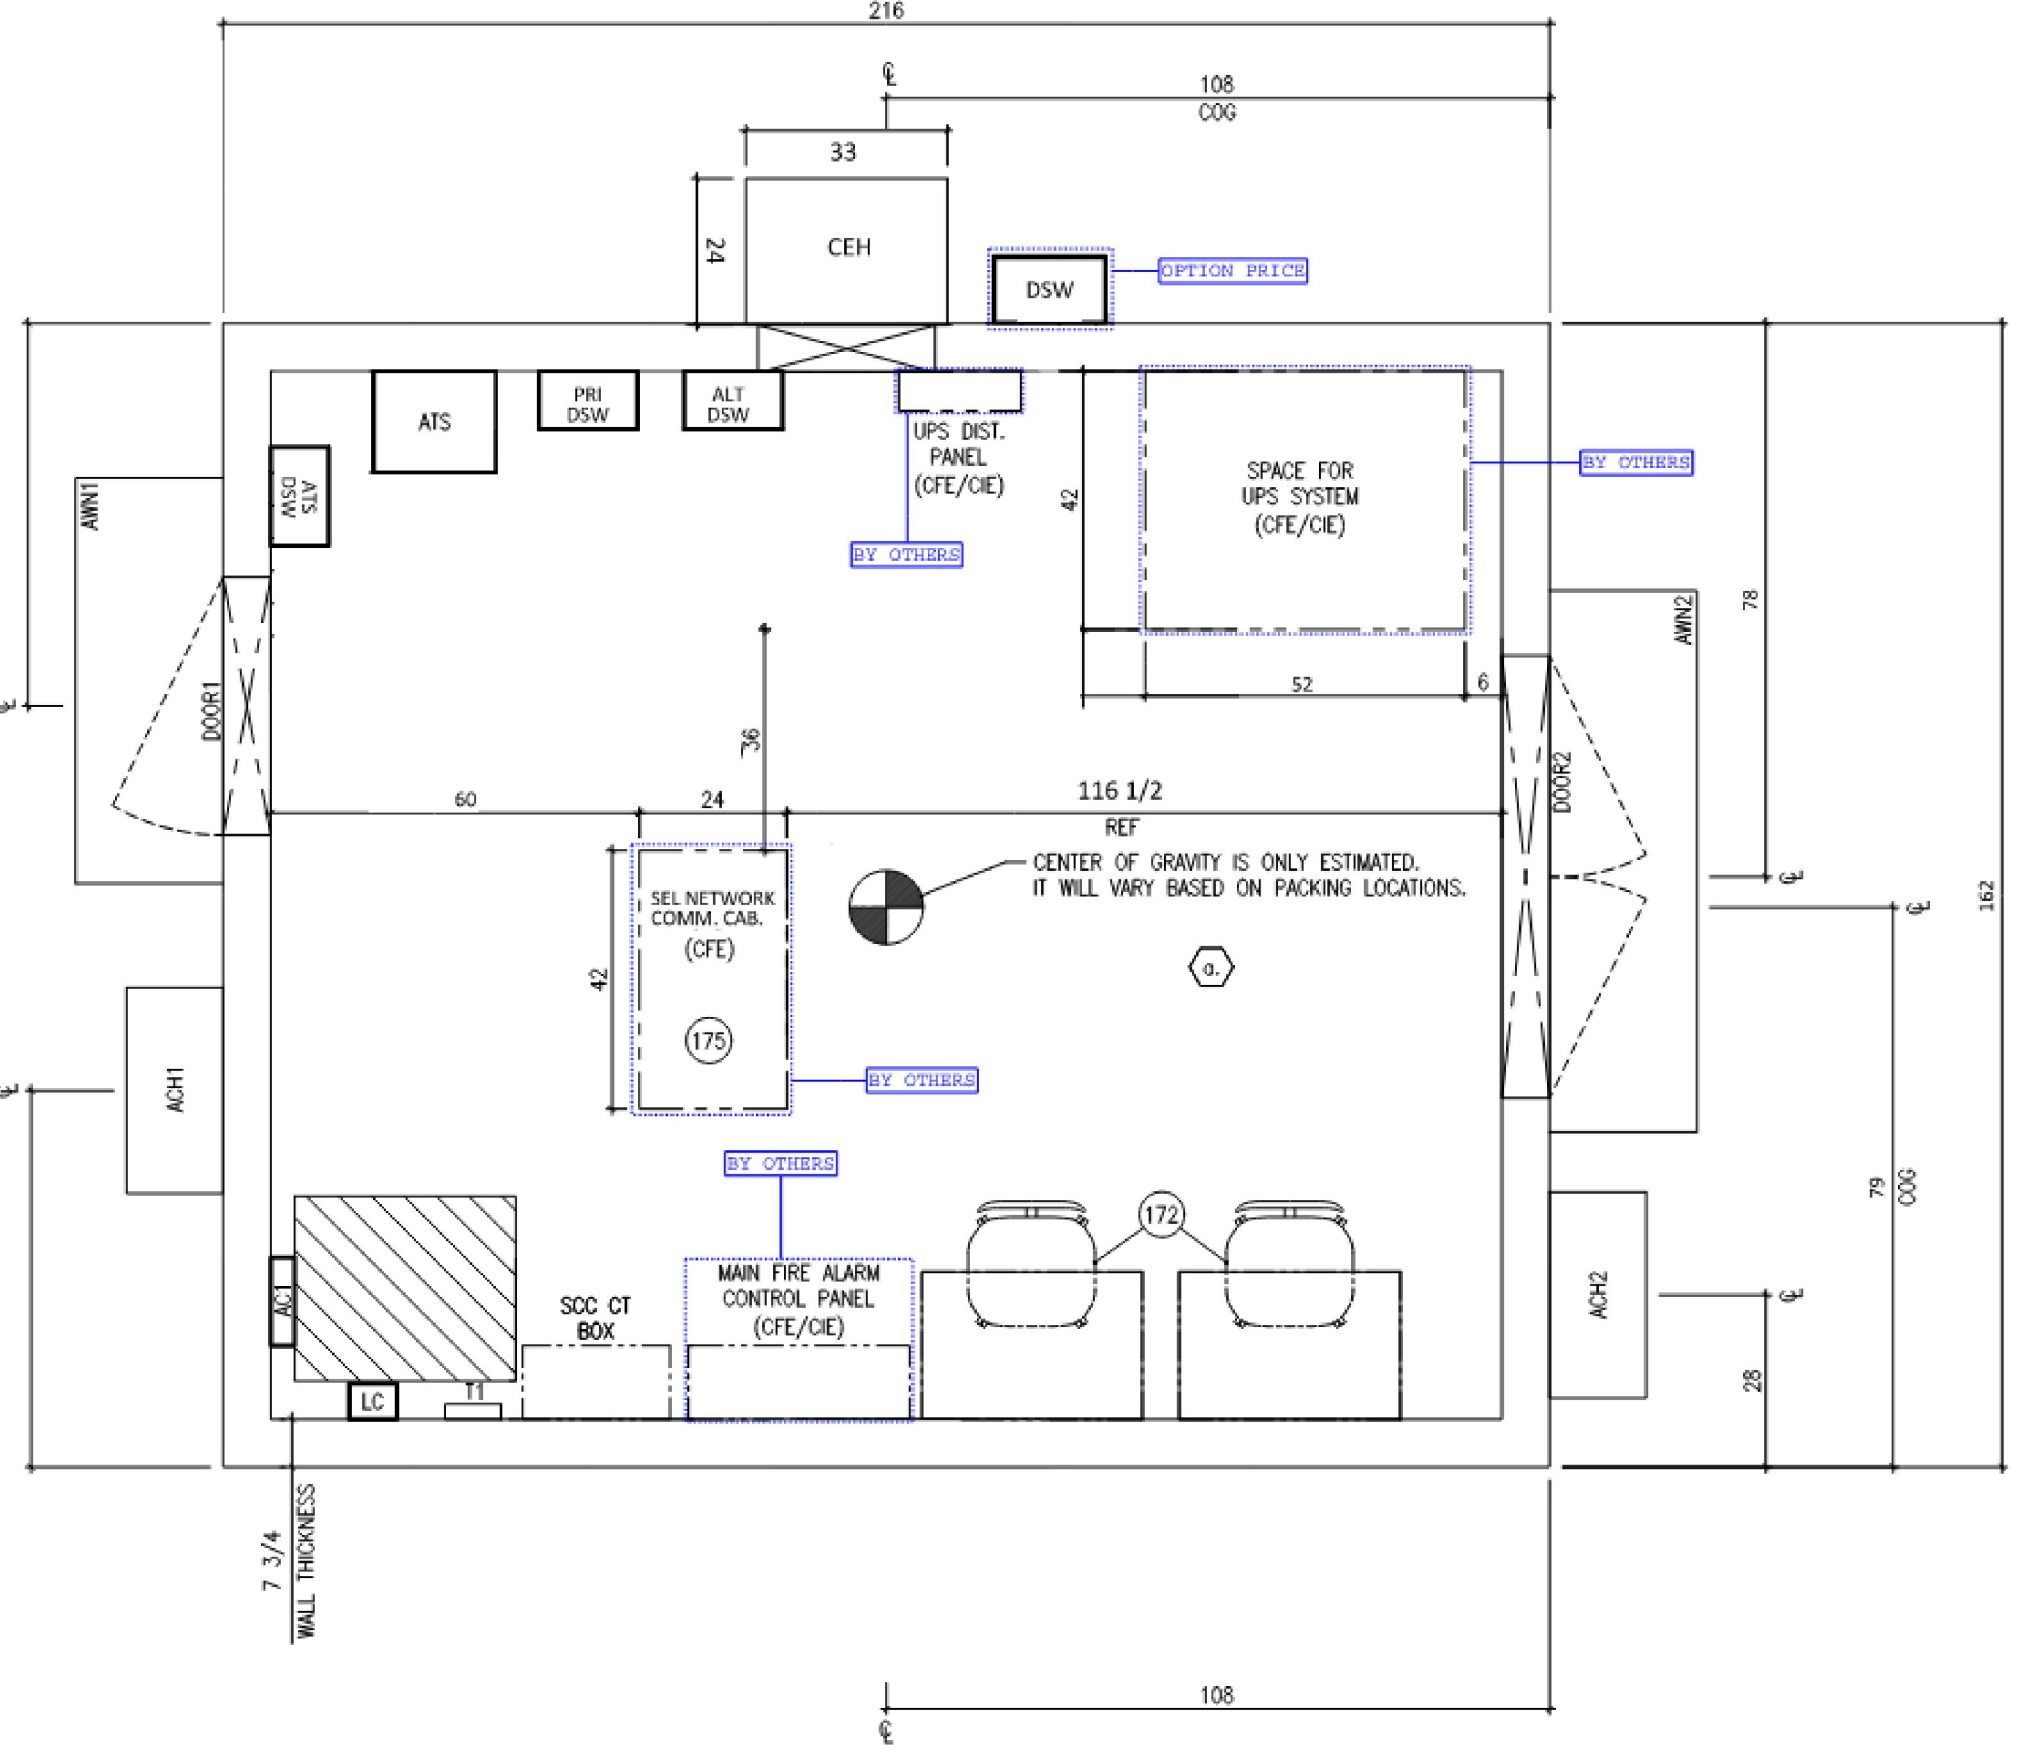 216
℄
108
COG
33
24
CEH
DSW
OPTION PRICE
ATS
PRI
DSW
ALT
DSW
UPS DIST.
PANEL
(CFE/CIE)
BY OTHERS
42
SPACE FOR
UPS SYSTEM
(CFE/CIE)
BY OTHERS
ATS
DSW
AWN1
DOOR1
℄
52
6
AWN2
78
DOOR2
36
60
24
116 1/2
REF
CENTER OF GRAVITY IS ONLY ESTIMATED.
IT WILL VARY BASED ON PACKING LOCATIONS.
℄
℄
162
SEL NETWORK
COMM. CAB.
(CFE)
42
175
BY OTHERS
a.
ACH1
℄
BY OTHERS
MAIN FIRE ALARM
CONTROL PANEL
(CFE/CIE)
SCC CT
BOX
172
AC1
LC
T1
ACH2
℄
28
79
COG
7 3/4
WALL THICKNESS
108
℄